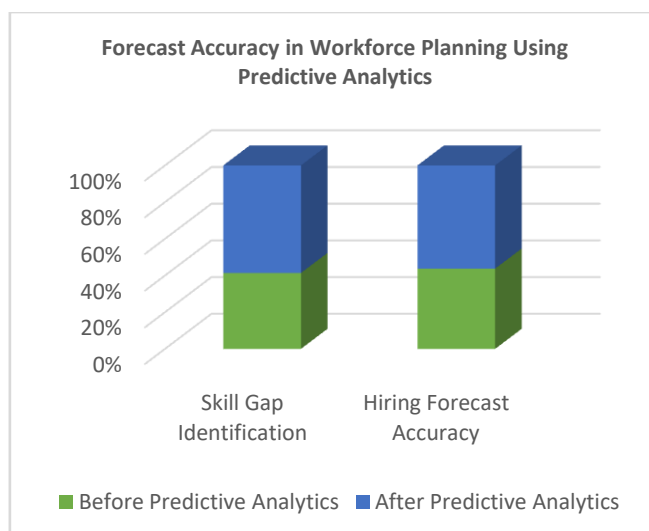 Forecast Accuracy in Workforce Planning Using
Predictive Analytics
100%
80%
60%
40%
20%
0%
Skill Gap
Identification
Hiring Forecast
Accuracy
Before Predictive Analytics
After Predictive Analytics